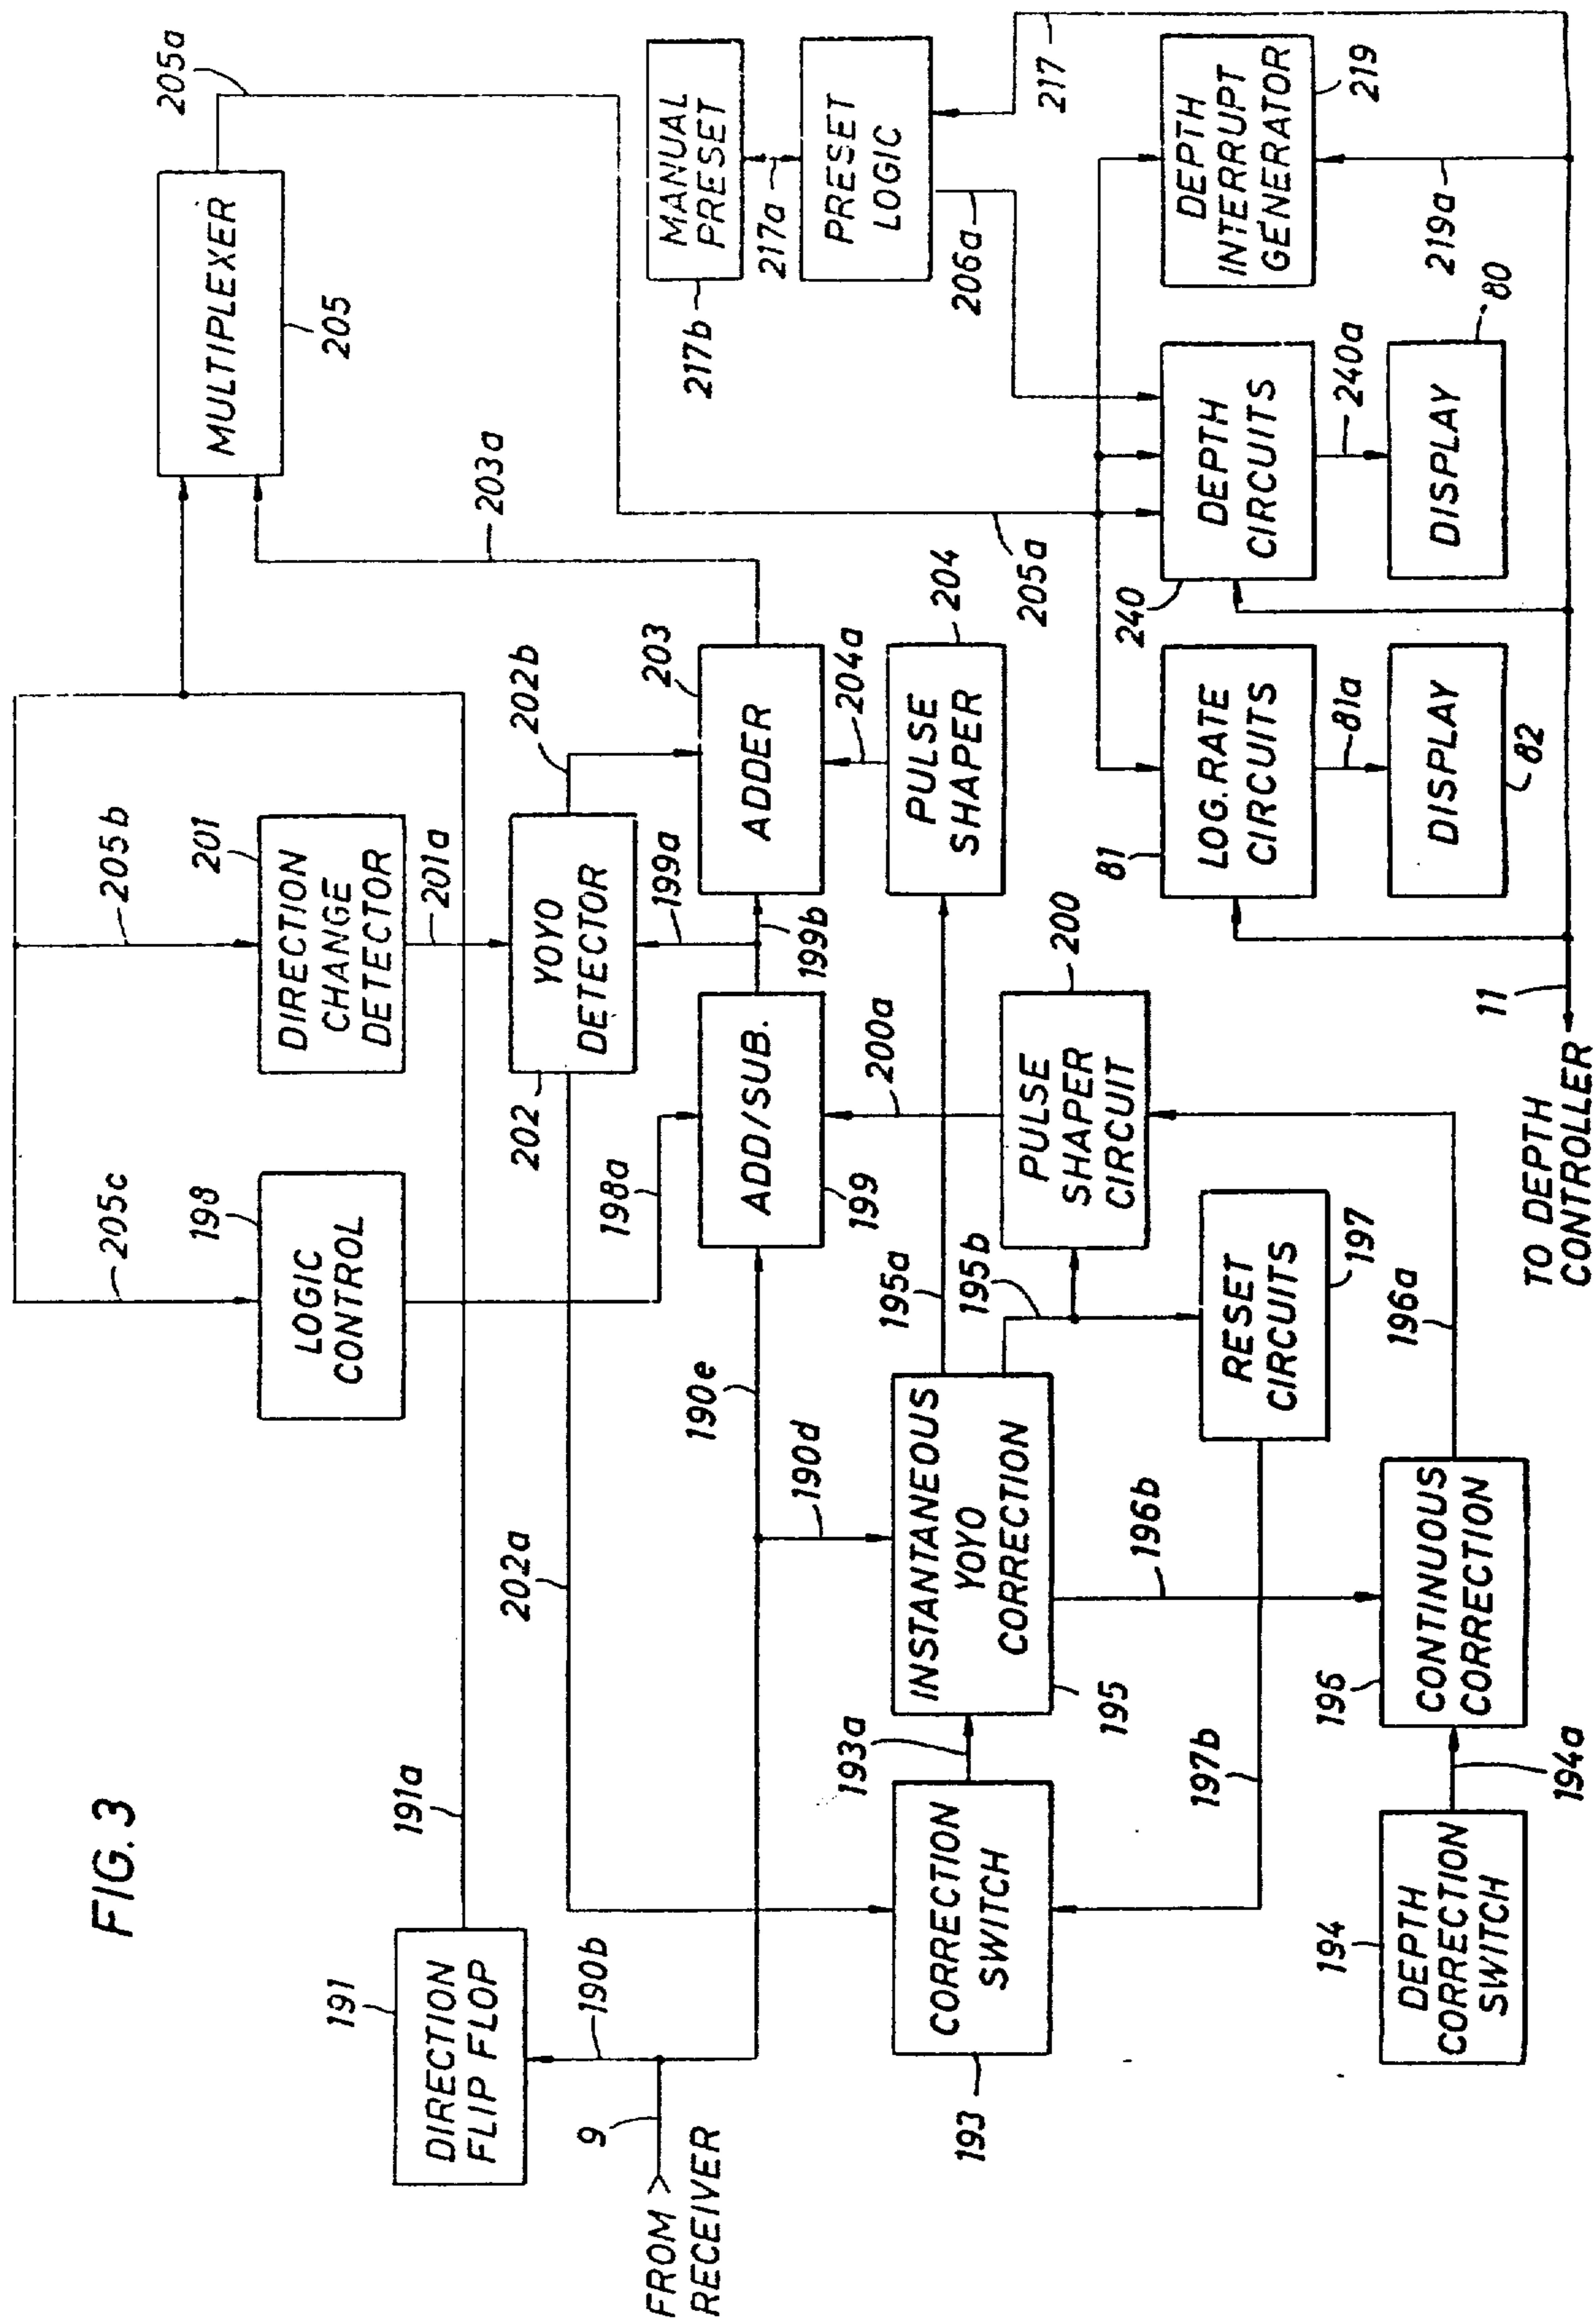 FIG. 3
191
DIRECTION
FLIP FLOP
191a
190b
9
FROM
RECEIVER
205c
198
LOGIC
CONTROL
198a
205b
201
DIRECTION
CHANGE
DETECTOR
201a
202
YOYO
DETECTOR
202b
202a
199a
199b
190e
190d
ADD/SUB.
199
203
ADDER
203a
204a
204
PULSE
SHAPER
MULTIPLEXER
205
205a
193
CORRECTION
SWITCH
193a
INSTANTANEOUS
YOYO
CORRECTION
195
195a
195b
200a
200
PULSE
SHAPER
CIRCUIT
RESET
CIRCUITS
197
197b
196b
196a
196
CONTINUOUS
CORRECTION
194a
194
DEPTH
CORRECTION
SWITCH
MANUAL
PRESET
217b
217a
PRESET
LOGIC
206a
217
205a
81
LOG.RATE
CIRCUITS
81a
DISPLAY
82
240
DEPTH
CIRCUITS
240a
DISPLAY
80
DEPTH
INTERRUPT
GENERATOR
219
219a
11
TO DEPTH
CONTROLLER